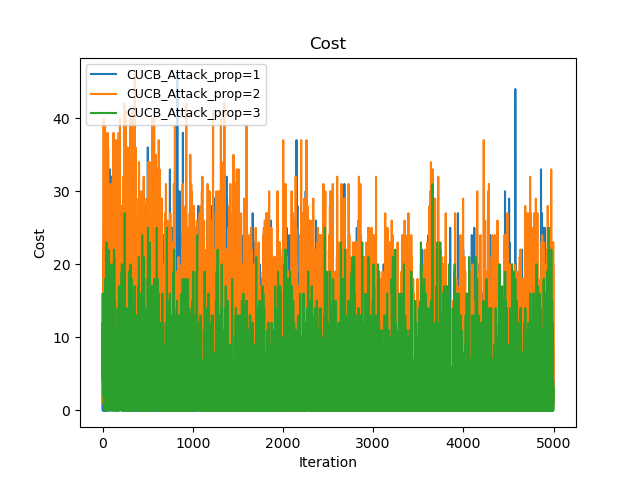 Cost
CUCB_Attack_prop=1
CUCB_Attack_prop=2
CUCB_Attack_prop=3
40
30
20
10
0
Cost
0 1000 2000 3000 4000 5000
Iteration